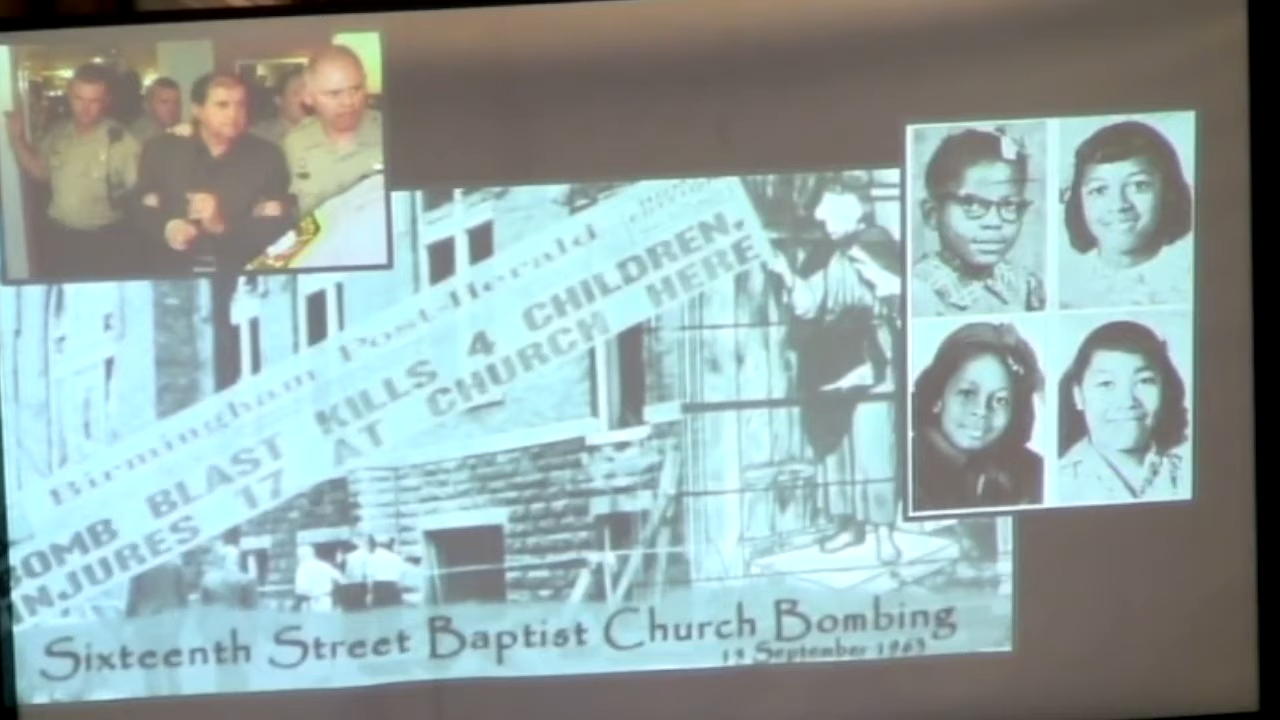 Birmingham Post-Herald
BOMB BLAST KILLS 4 CHILDREN,
INJURES 17 AT CHURCH HERE
Sixteenth Street Baptist Church Bombing
September 1963